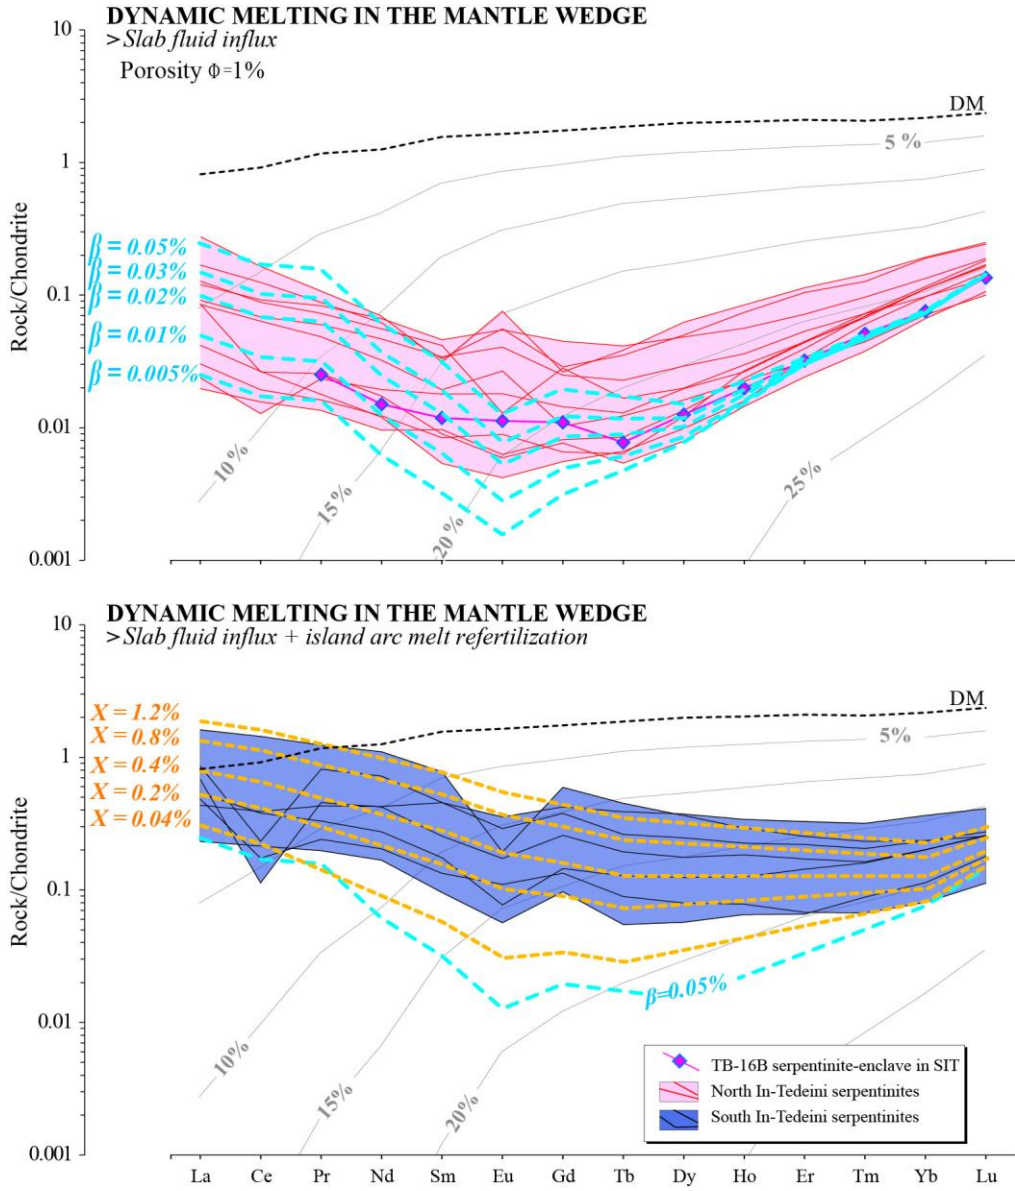 DYNAMIC MELTING IN THE MANTLE WEDGE
>Slab fluid influx
Porosity Φ=1%
10
1
0.1
0.01
0.001
Rock/Chondrite
DM
5 %
10 %
15%
20 %
25%
β = 0.05%
β = 0.03%
β = 0.02%
β = 0.01%
β = 0.005%
DYNAMIC MELTING IN THE MANTLE WEDGE
>Slab fluid influx + island arc melt refertilization
10
1
0.1
0.01
0.001
Rock/Chondrite
DM
5%
10%
15%
20%
X = 1.2%
X = 0.8%
X = 0.4%
X = 0.2%
X = 0.04%
β=0.05%
TB-16B serpentinite-enclave in SIT
North In-Tedeini serpentinites
South In-Tedeini serpentinites
La Ce Pr Nd Sm Eu Gd Tb Dy Ho Er Tm Yb Lu